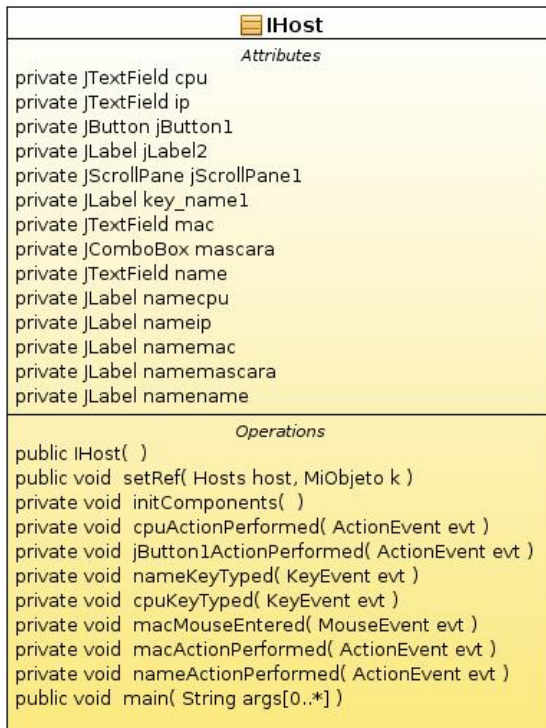 IHost
Attributes
private JTextField cpu
private JTextField ip
private JButton jButton1
private JLabel jLabel2
private JScrollPane jScrollPane1
private JLabel key_name1
private JTextField mac
private JComboBox mascara
private JTextField name
private JLabel namecpu
private JLabel nameip
private JLabel namemac
private JLabel namemascara
private JLabel namename
Operations
public IHost( )
public void setRef( Hosts host, MiObjeto k )
private void initComponents( )
private void cpuActionPerformed( ActionEvent evt )
private void jButton1ActionPerformed( ActionEvent evt )
private void nameKeyTyped( KeyEvent evt )
private void cpuKeyTyped( KeyEvent evt )
private void macMouseEntered( MouseEvent evt )
private void macActionPerformed( ActionEvent evt )
private void nameActionPerformed( ActionEvent evt )
public void main( String args[0..*] )